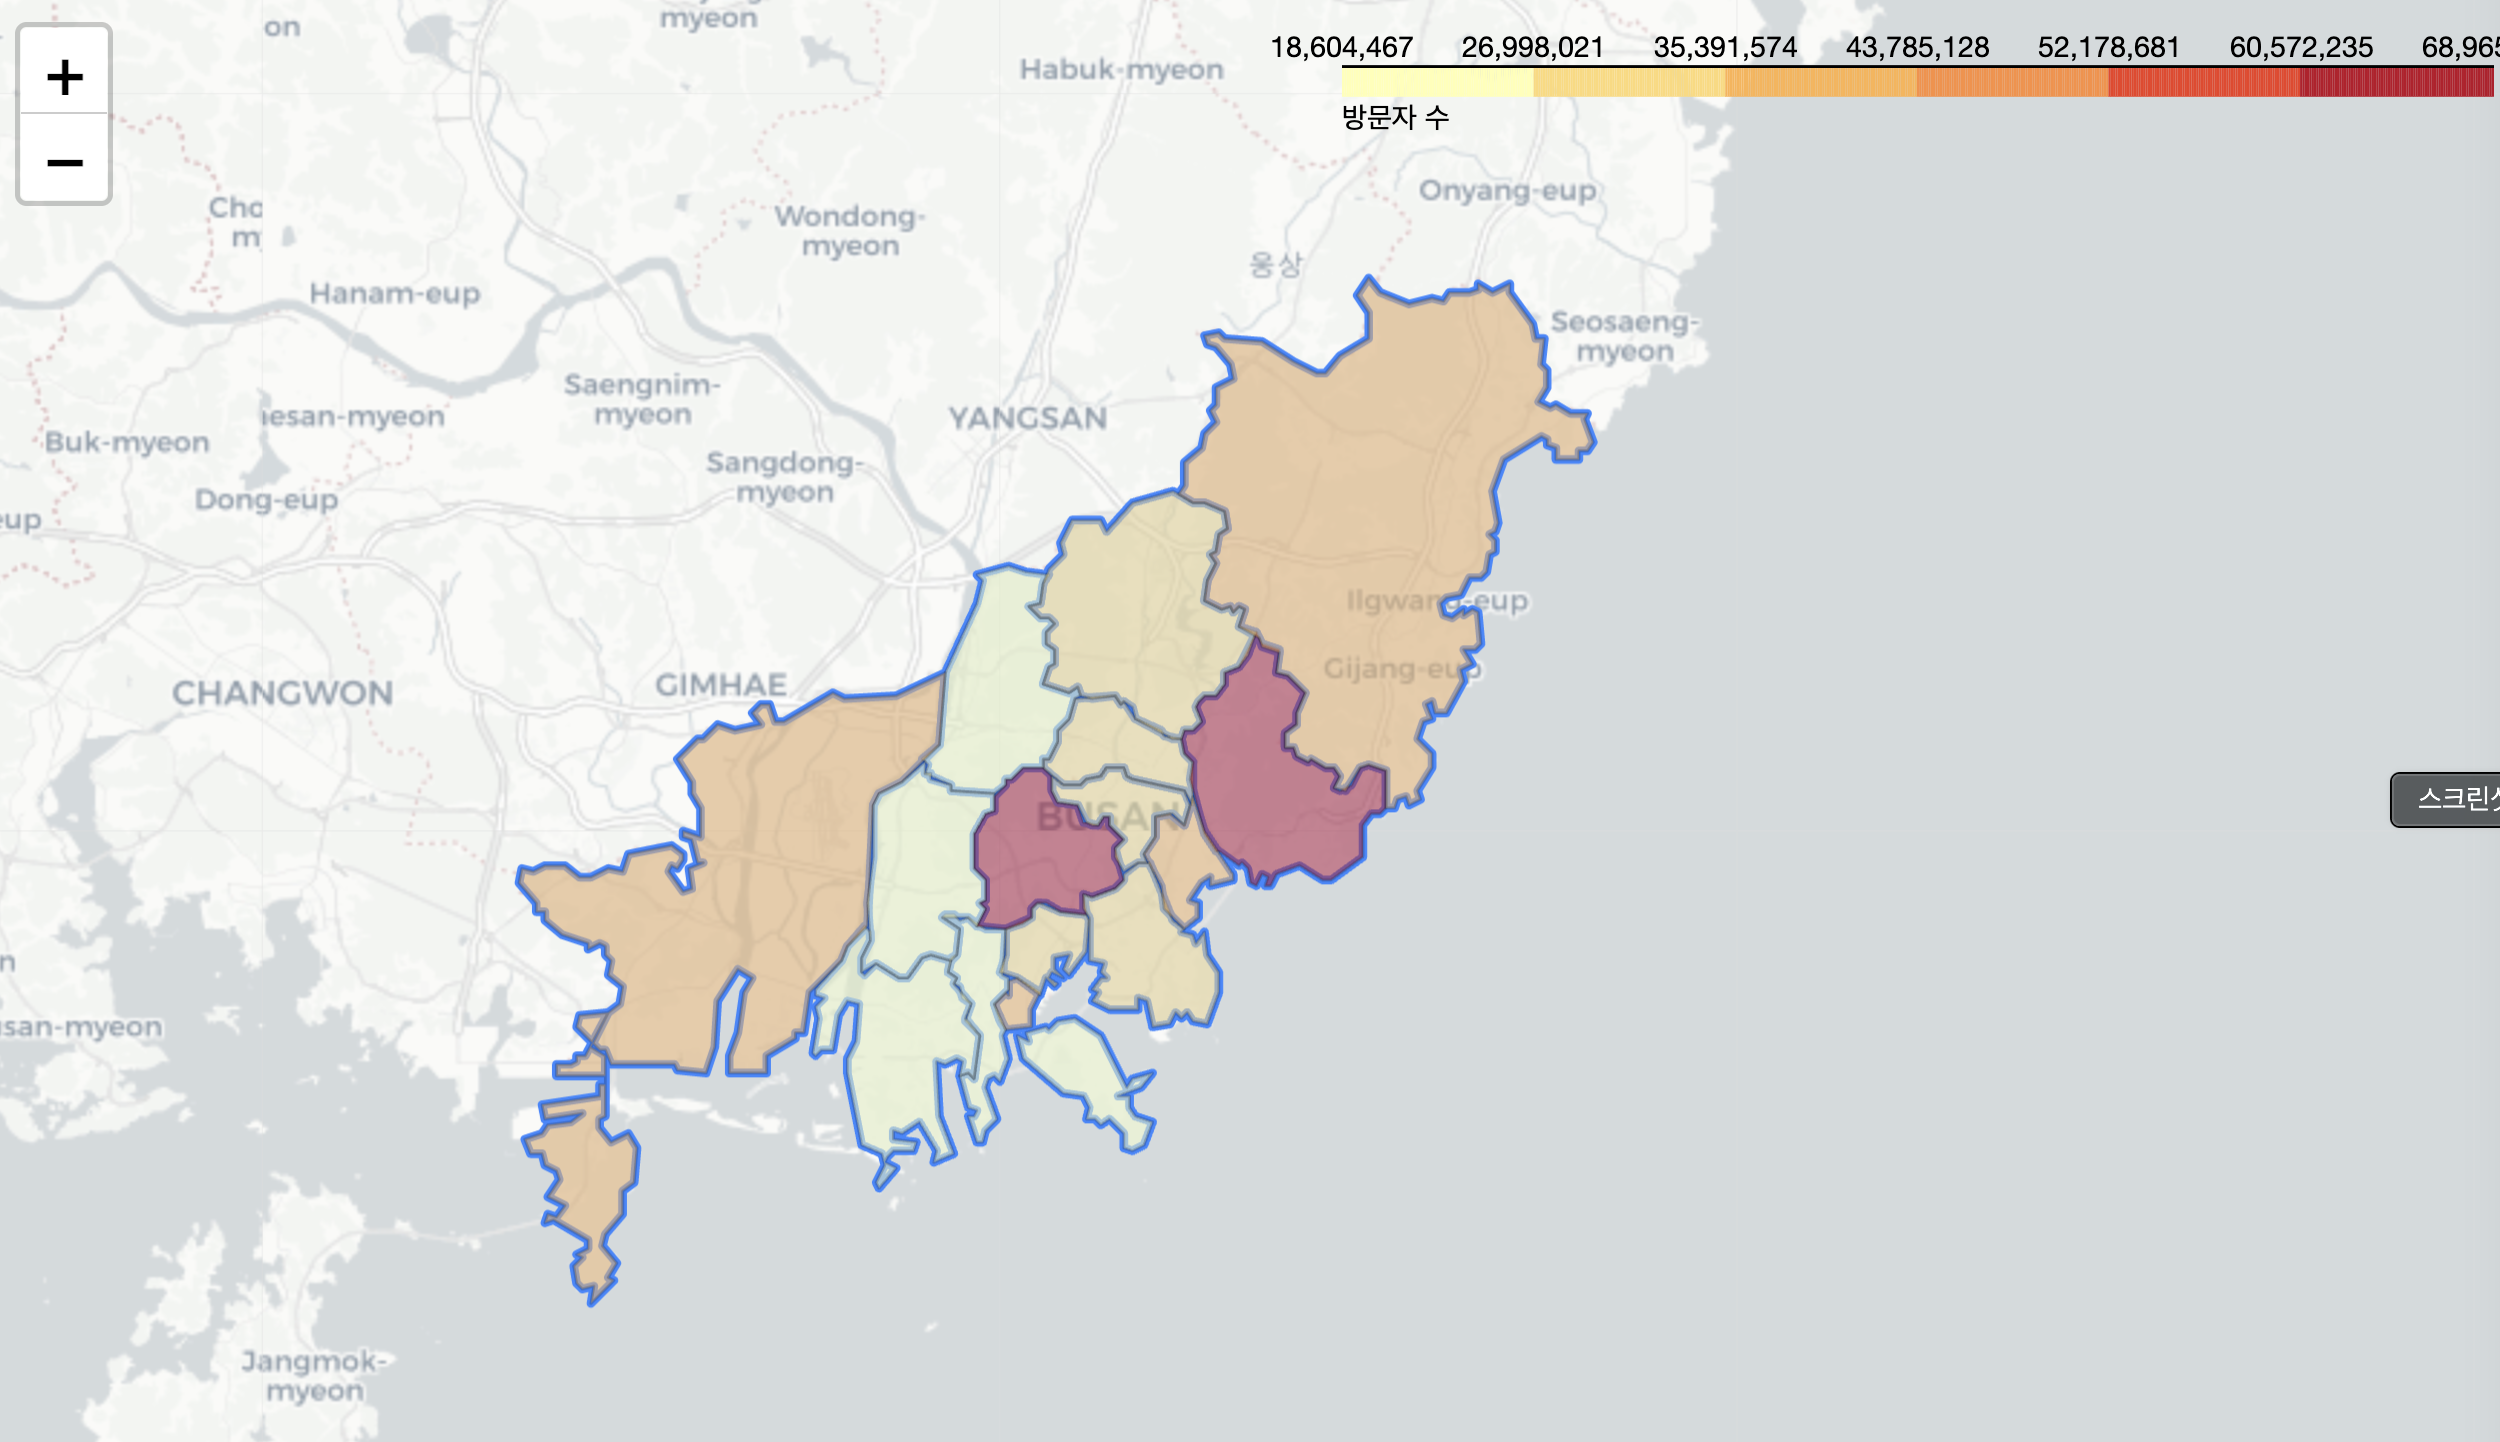 on
myeon
Habuk-myeon
18,604,467 26,998,021 35,391,574 43,785,128 52,178,681 60,572,235 68,965
방문자 수
+
−
Onyang-eup
Wondong-
myeon
웅상
Hanam-eup
Seosaeng-
myeon
Saengnim-
myeon
YANGSAN
esan-myeon
Buk-myeon
Sangdong-
myeon
Dong-eup
eup
Ilgwang-eup
Gijang-eup
GIMHAE
CHANGWON
스크린
BUSAN
n
san-myeon
Jangmok-
myeon